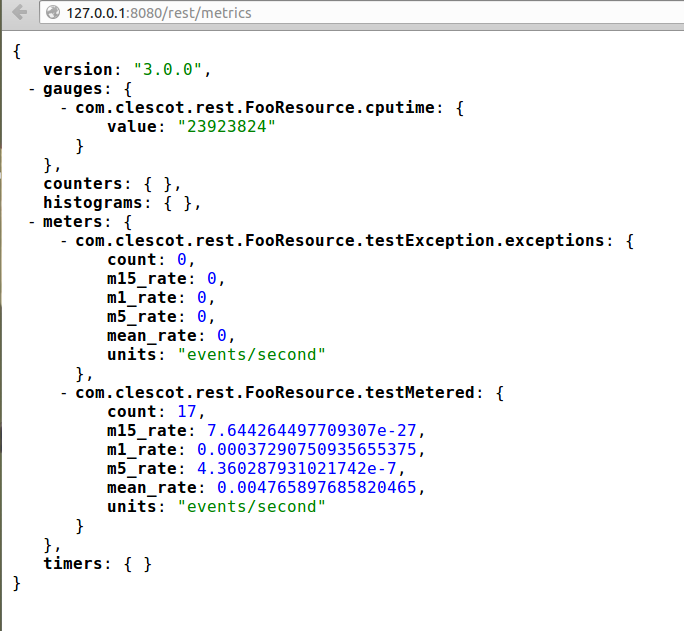 127.0.0.1:8080/rest/metrics
{
version: "3.0.0",
- gauges: {
- com.clescot.rest.FooResource.cputime: {
value: "23923824"
}
},
counters: { },
histograms: { },
- meters: {
- com.clescot.rest.FooResource.testException.exceptions: {
count: 0,
m15_rate: 0,
m1_rate: 0,
m5_rate: 0,
mean_rate: 0,
units: "events/second"
},
- com.clescot.rest.FooResource.testMetered: {
count: 17,
m15_rate: 7.644264497709307e-27,
m1_rate: 0.00037290750935655375,
m5_rate: 4.360287931021742e-7,
mean_rate: 0.004765897685820465,
units: "events/second"
}
},
timers: { }
}